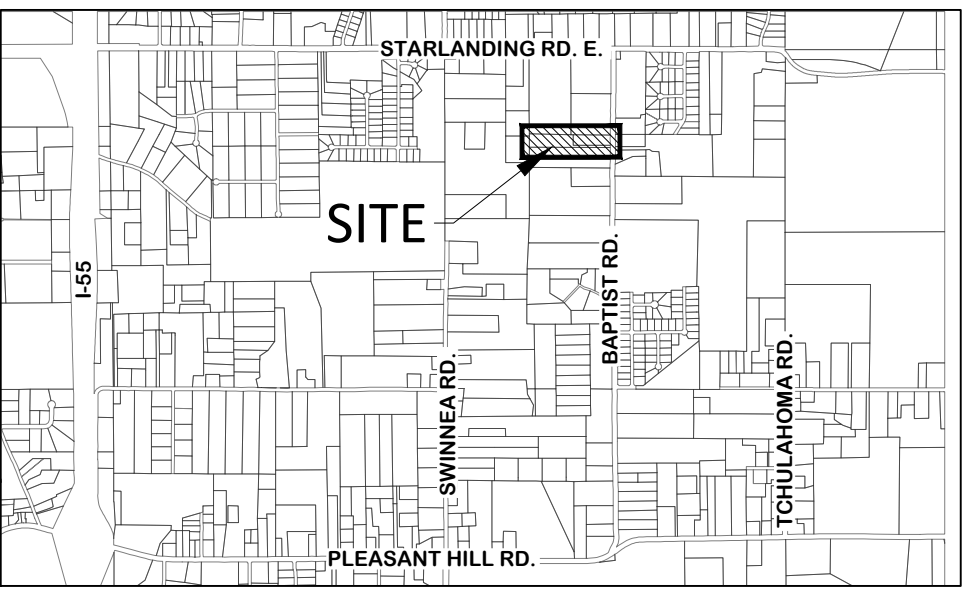 STARLANDING RD. E.
SITE
I-55
BAPTIST RD.
SWINNEA RD.
TCHULAHOMA RD.
PLEASANT HILL RD.